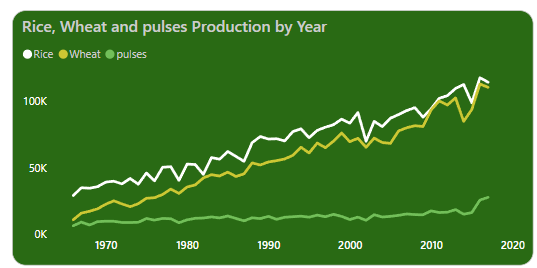 Rice, Wheat and pulses Production by Year
Rice Wheat pulses
100K
50K
0K
1970 1980 1990 2000 2010 2020